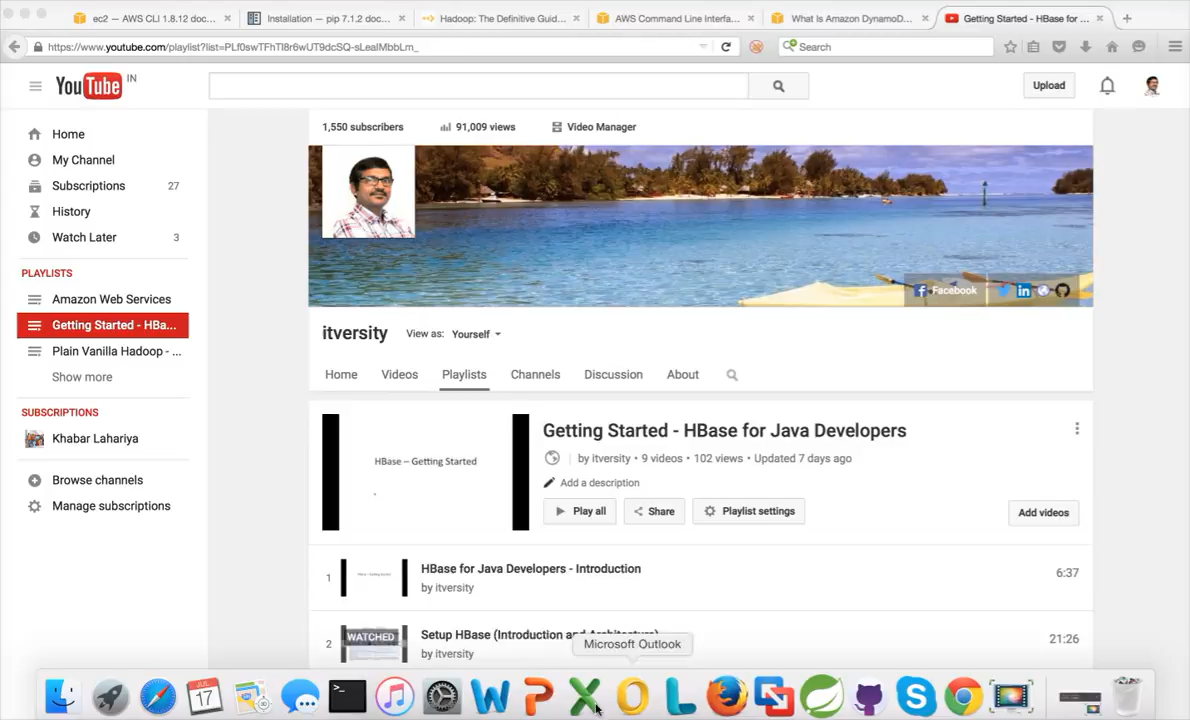 ec2 — AWS CLI 1.8.12 doc... × Installation — pip 7.1.2 doc... × Hadoop: The Definitive Guid... × AWS Command Line Interfa... × What Is Amazon DynamoD... × Getting Started - HBase for ... ×
https://www.youtube.com/playlist?list=PLf0swTFhTI8r6wUT9dcSQ-sLealMbbLm_ Search
YouTube IN Upload
Home
My Channel
Subscriptions 27
History
Watch Later 3
PLAYLISTS
Amazon Web Services
Getting Started - HBa...
Plain Vanilla Hadoop - ...
Show more
SUBSCRIPTIONS
Khabar Lahariya
Browse channels
Manage subscriptions
1,550 subscribers 91,009 views Video Manager
Facebook
itversity View as: Yourself
Home Videos Playlists Channels Discussion About
HBase – Getting Started
Getting Started - HBase for Java Developers
by itversity • 9 videos • 102 views • Updated 7 days ago
Add a description
Play all Share Playlist settings Add videos
1 HBase for Java Developers - Introduction 6:37
by itversity
2 WATCHED Setup HBase (Introduction and Architecture) 21:26
by itversity
Microsoft Outlook
JUL
17